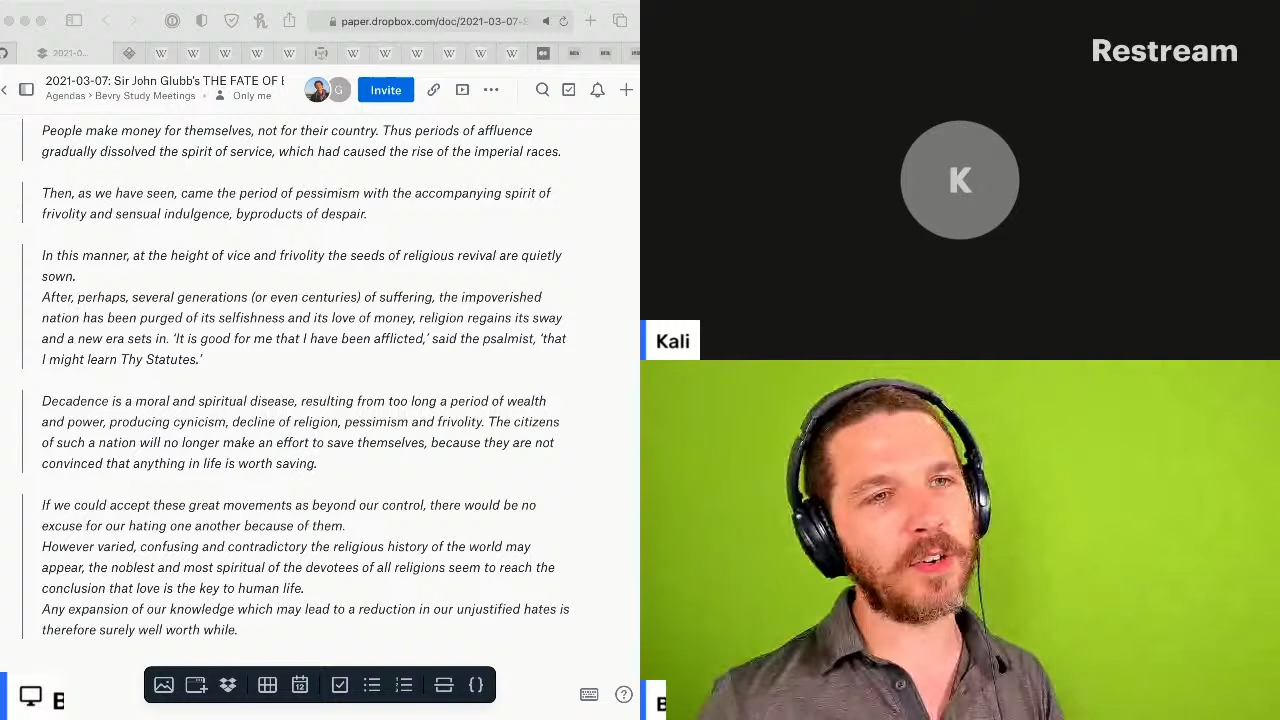 paper.dropbox.com/doc/2021-03-07-
2021-0...
2021-03-07: Sir John Glubb's THE FATE OF E
Agendas › Bevry Study Meetings • Only me
G
Invite
People make money for themselves, not for their country. Thus periods of affluence
gradually dissolved the spirit of service, which had caused the rise of the imperial races.
Then, as we have seen, came the period of pessimism with the accompanying spirit of
frivolity and sensual indulgence, byproducts of despair.
In this manner, at the height of vice and frivolity the seeds of religious revival are quietly
sown.
After, perhaps, several generations (or even centuries) of suffering, the impoverished
nation has been purged of its selfishness and its love of money, religion regains its sway
and a new era sets in. ‘It is good for me that I have been afflicted,’ said the psalmist, ‘that
I might learn Thy Statutes.’
Decadence is a moral and spiritual disease, resulting from too long a period of wealth
and power, producing cynicism, decline of religion, pessimism and frivolity. The citizens
of such a nation will no longer make an effort to save themselves, because they are not
convinced that anything in life is worth saving.
If we could accept these great movements as beyond our control, there would be no
excuse for our hating one another because of them.
However varied, confusing and contradictory the religious history of the world may
appear, the noblest and most spiritual of the devotees of all religions seem to reach the
conclusion that love is the key to human life.
Any expansion of our knowledge which may lead to a reduction in our unjustified hates is
therefore surely well worth while.
12
B
Restream
K
Kali
B